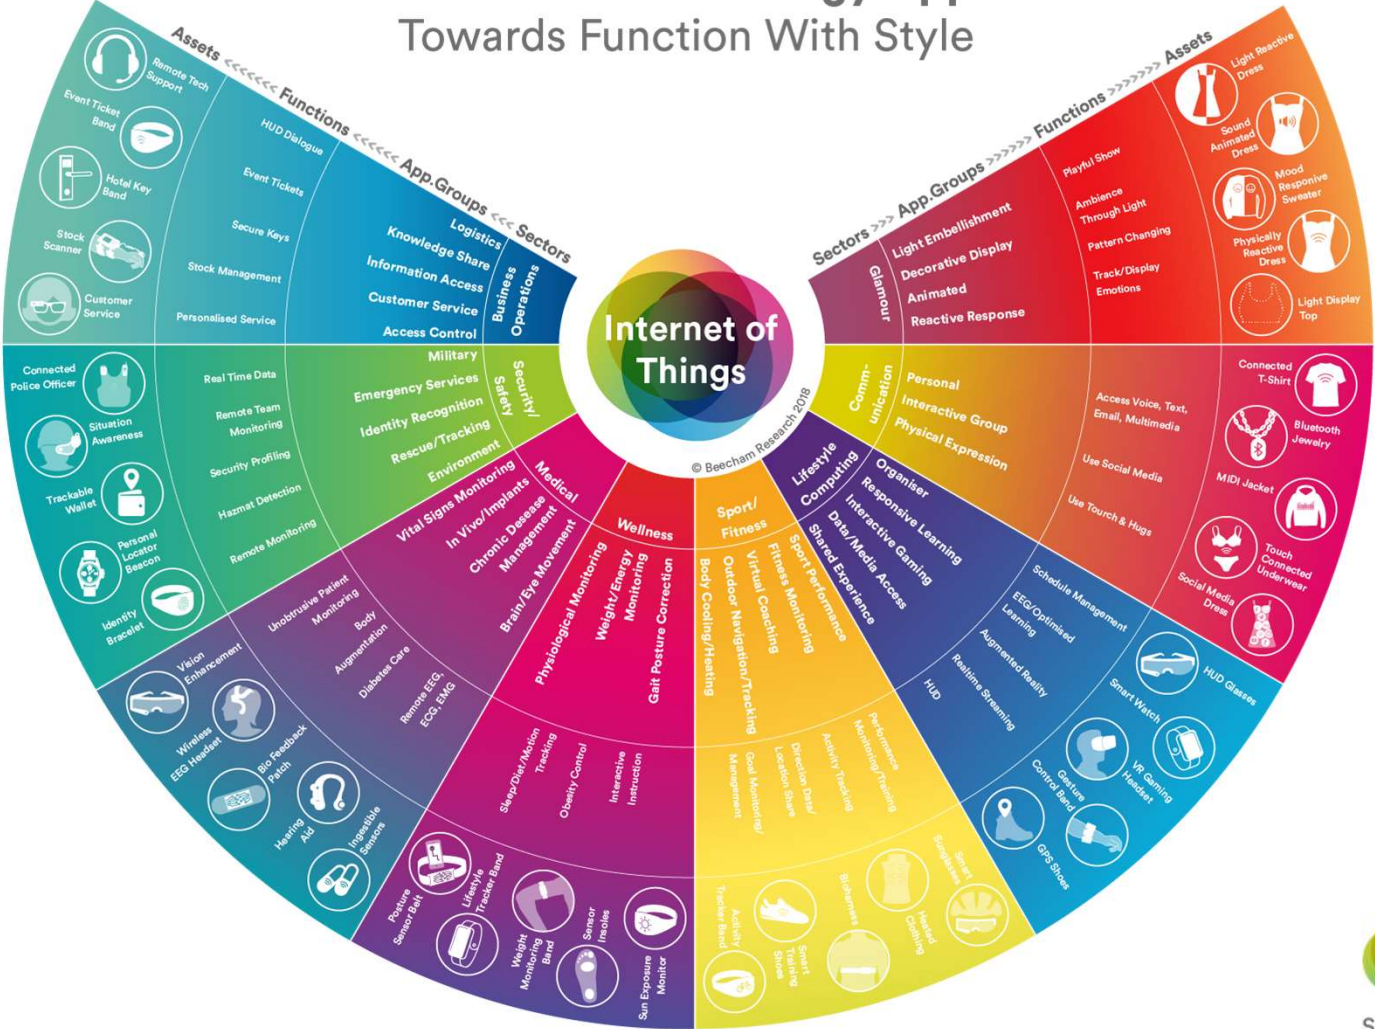 Towards Function With Style
Assets <<<<<<< Functions <<<<<< App.Groups <<< Sectors
Sectors >>> App.Groups >>>>>> Functions >>>>>>> Assets
Internet of
Things
© Beecham Research 2018
Business
Operations
Logistics
Knowledge Share
Information Access
Customer Service
Access Control
HUD Dialogue
Event Tickets
Secure Keys
Stock Management
Personalised Service
Remote Tech
Support
Event Ticket
Band
Hotel Key
Band
Stock
Scanner
Customer
Service
Security/
Safety
Military
Emergency Services
Identity Recognition
Rescue/Tracking
Environment
Real Time Data
Remote Team
Monitoring
Security Profiling
Hazmat Detection
Remote Monitoring
Connected
Police Officer
Situation
Awareness
Trackable
Wallet
Personal
Locator
Beacon
Identity
Bracelet
Medical
Vital Signs Monitoring
In Vivo/Implants
Chronic Desease
Management
Brain/Eye Movement
Unobtrusive Patient
Monitoring
Body
Augmentation
Diabetes Care
Remote EEG,
ECG, EMG
Vision
Enhancement
Wireless
EEG Headset
Bio Feedback
Patch
Hearing
Aid
Ingestible
Sensors
Wellness
Physiological Monitoring
Weight/Energy
Monitoring
Gait Posture Correction
Sleep/Diet/Motion
Tracking
Obesity Control
Interactive
Instruction
Posture
Sensor Belt
Lifestyle
Tracker Band
Weight
Monitoring
Band
Sensor
Insoles
Sun Exposure
Monitor
Sport/
Fitness
Sport Performance
Fitness Monitoring
Virtual Coaching
Outdoor Navigation/Tracking
Body Cooling/Heating
Performance
Monitoring/Training
Activity Tracking
Direction Data/
Location Share
Goal Monitoring/
Management
Smart
Sunglasses
Heated
Clothing
Bioharness
Smart
Training
Shoes
Activity
Tracker Band
Lifestyle
Computing
Organiser
Responsive Learning
Interactive Gaming
Data/Media Access
Shared Experience
Schedule Management
EEG/Optimised
Learning
Augmented Reality
Realtime Streaming
HUD
HUD Glasses
Smart Watch
VR Gaming
Headset
Gesture
Control Band
GPS Shoes
Comm-
unication
Personal
Interactive Group
Physical Expression
Access Voice, Text,
Email, Multimedia
Use Social Media
Use Tourch & Hugs
Connected
T-Shirt
Bluetooth
Jewelry
MIDI Jacket
Touch
Connected
Underwear
Social Media
Dress
Glamour
Light Embellishment
Decorative Display
Animated
Reactive Response
Playful Show
Ambience
Through Light
Pattern Changing
Track/Display
Emotions
Light Reactive
Dress
Sound
Animated
Dress
Mood
Responive
Sweater
Physically
Reactive
Dress
Light Display
Top